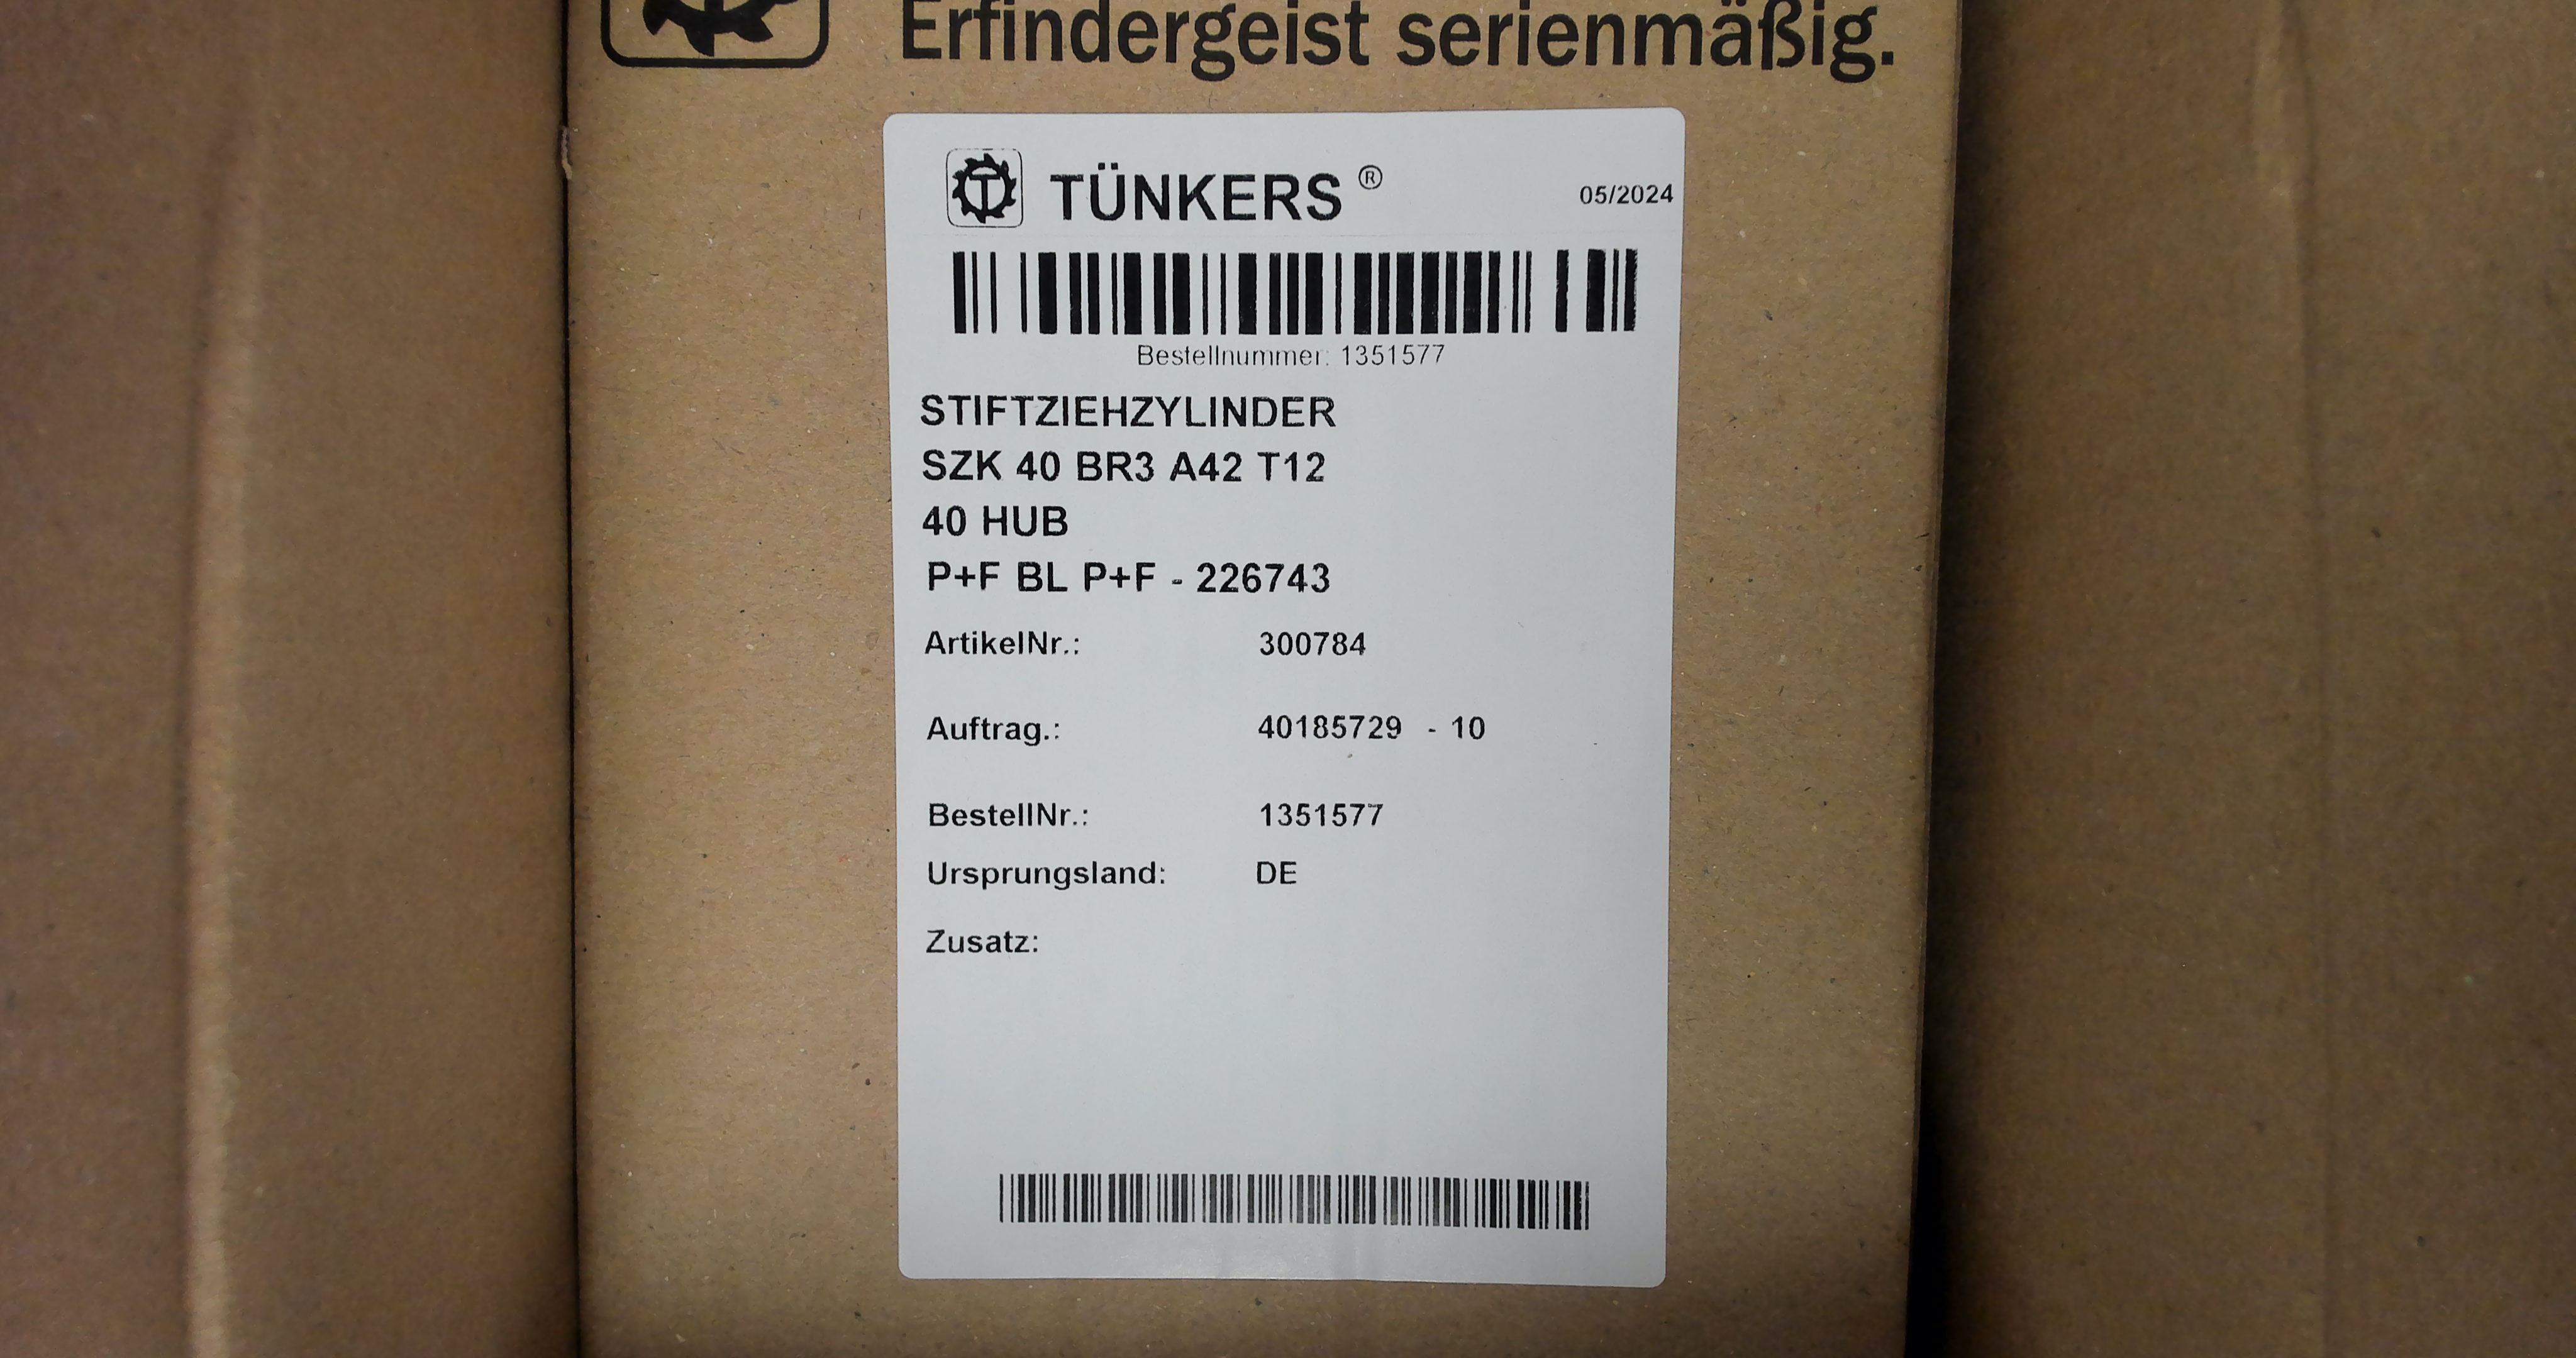 Erfindergeist serienmäßig.
TÜNKERS ®
05/2024
Bestellnummer: 1351577
STIFTZIEHZYLINDER
SZK 40 BR3 A42 T12
40 HUB
P+F BL P+F - 226743
ArtikelNr.: 300784
Auftrag.: 40185729 - 10
BestellNr.: 1351577
Ursprungsland: DE
Zusatz: